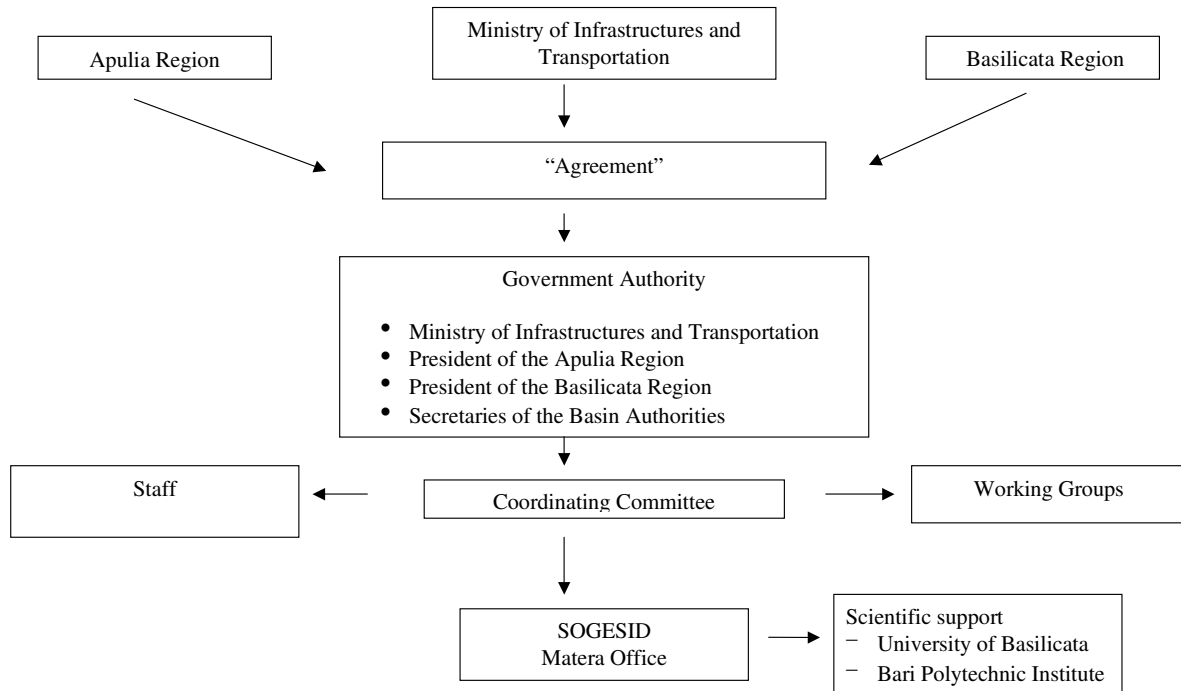 Ministry of Infrastructures and
Transportation
Apulia Region
Basilicata Region
“Agreement”
Government Authority
• Ministry of Infrastructures and Transportation
• President of the Apulia Region
• President of the Basilicata Region
• Secretaries of the Basin Authorities
Staff
Coordinating Committee
Working Groups
SOGESID
Matera Office
Scientific support
− University of Basilicata
− Bari Polytechnic Institute